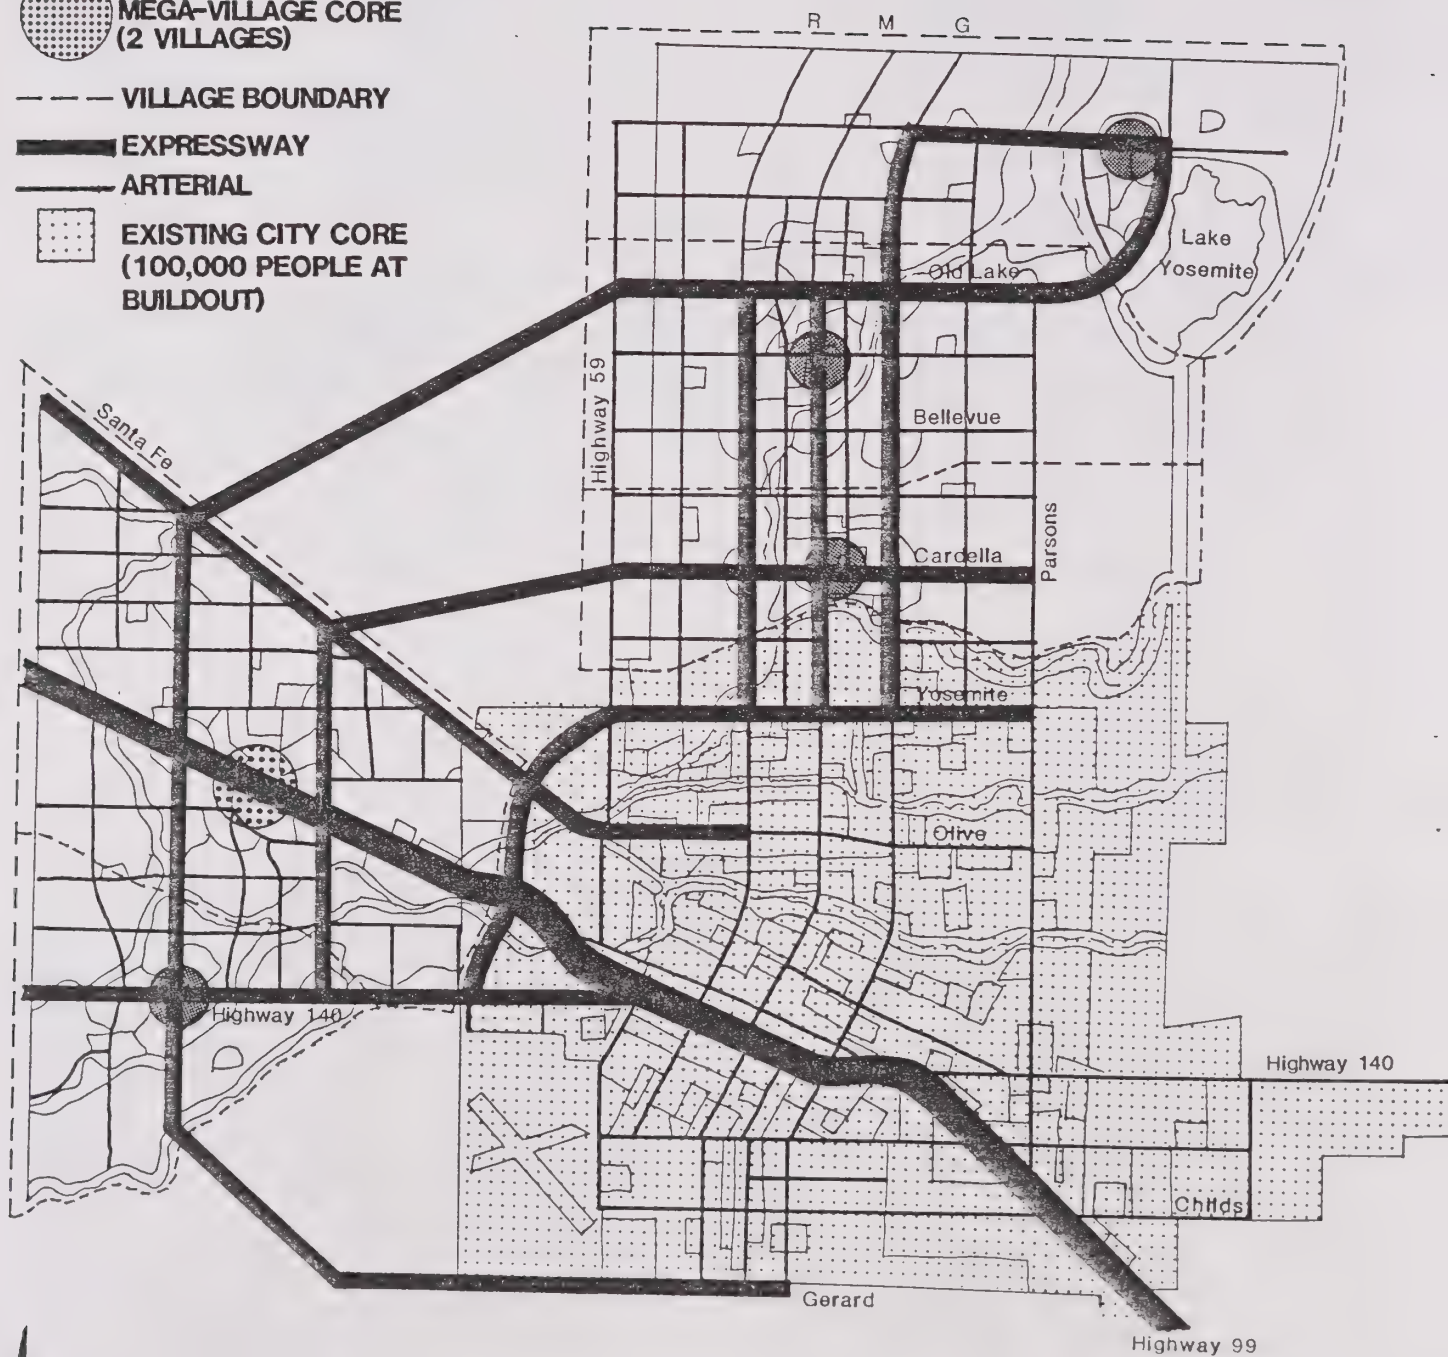 MEGA-VILLAGE CORE
(2 VILLAGES)
VILLAGE BOUNDARY
EXPRESSWAY
ARTERIAL
EXISTING CITY CORE
(100,000 PEOPLE AT
BUILDOUT)
R M G
Lake
Yosemite
Old Lake
Highway 59
Santa Fe
Bellevue
Cardella
Parsons
Yosemite
Olive
Highway 140
Highway 140
Childs
Gerard
Highway 99